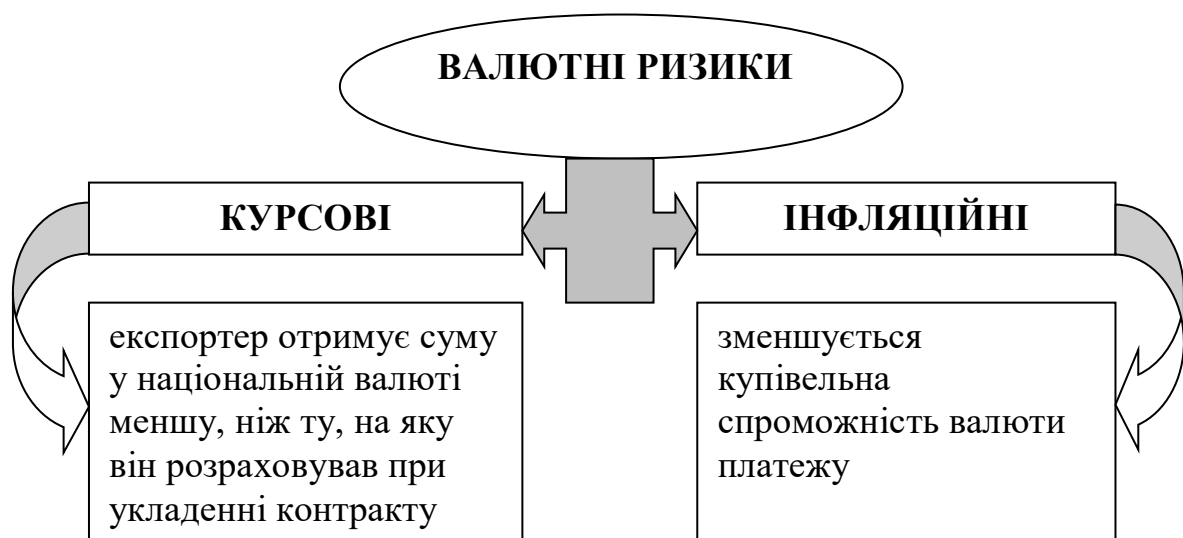 ВАЛЮТНІ РИЗИКИ
КУРСОВІ
ІНФЛЯЦІЙНІ
експортер отримує суму
у національній валюті
меншу, ніж ту, на яку
він розраховував при
укладенні контракту
зменшується
купівельна
спроможність валюти
платежу